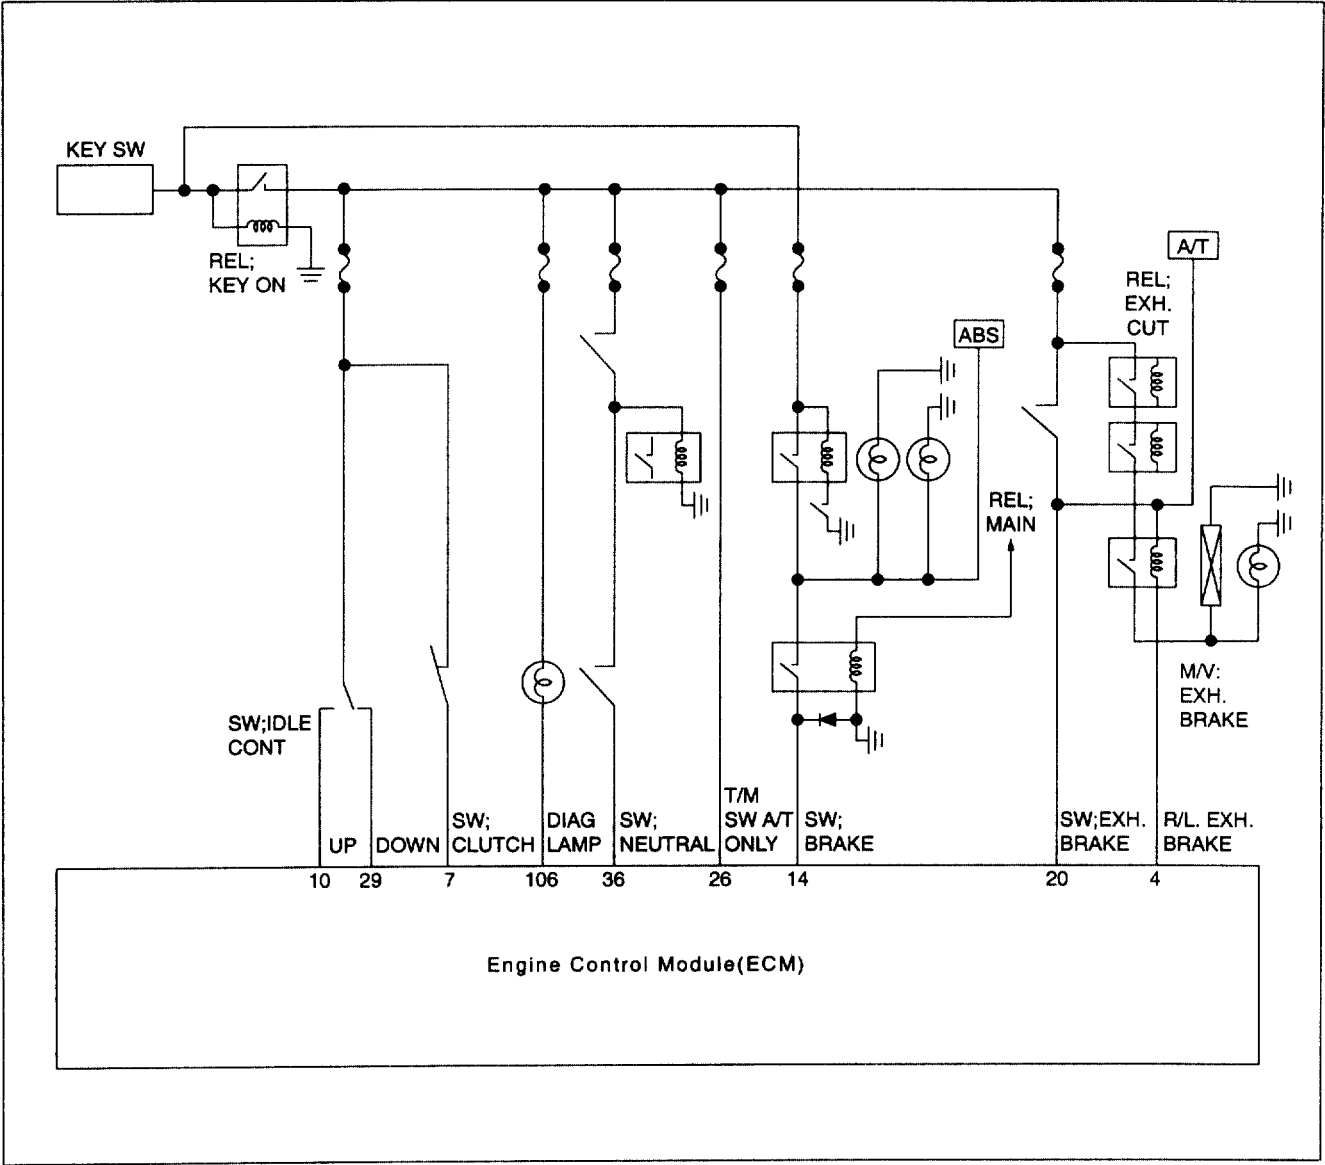 KEY SW
REL;
KEY ON
A/T
REL;
EXH.
CUT
ABS
REL;
MAIN
M/V:
EXH.
BRAKE
SW;IDLE
CONT
UP
DOWN
SW;
CLUTCH
DIAG
LAMP
SW;
NEUTRAL
T/M
SW A/T
ONLY
SW;
BRAKE
SW;EXH.
BRAKE
R/L. EXH.
BRAKE
10 29 7 106 36 26 14 20 4
Engine Control Module(ECM)